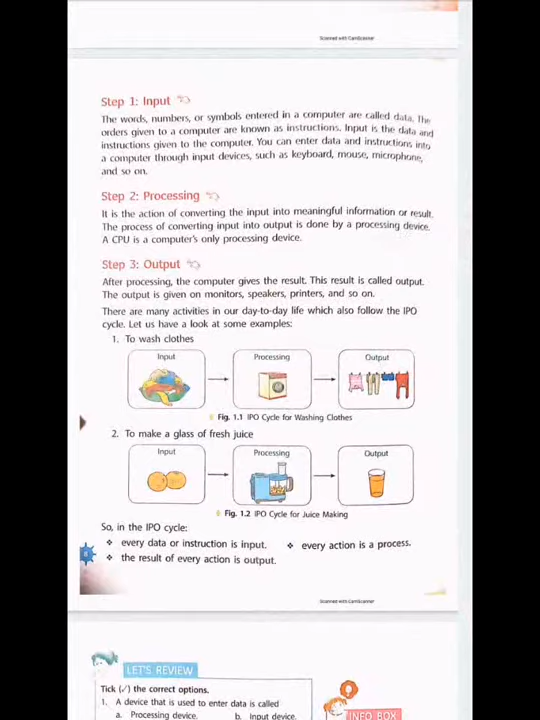 Scanned with CamScanner
Step 1: Input
The words, numbers, or symbols entered in a computer are called data. The
orders given to a computer are known as instructions. Input is the data and
instructions given to the computer. You can enter data and instructions into
a computer through input devices, such as keyboard, mouse, microphone,
and so on.
Step 2: Processing
It is the action of converting the input into meaningful information or result.
The process of converting input into output is done by a processing device.
A CPU is a computer's only processing device.
Step 3: Output
After processing, the computer gives the result. This result is called output.
The output is given on monitors, speakers, printers, and so on.
There are many activities in our day-to-day life which also follow the IPO
cycle. Let us have a look at some examples:
1. To wash clothes
Input Processing Output
Fig. 1.1 IPO Cycle for Washing Clothes
2. To make a glass of fresh juice
Input Processing Output
Fig. 1.2 IPO Cycle for Juice Making
So, in the IPO cycle:
❖ every data or instruction is input. ❖ every action is a process.
❖ the result of every action is output.
Scanned with CamScanner
LET'S REVIEW
Tick (✓) the correct options.
1. A device that is used to enter data is called
a. Processing device. b. Input device.
INFO BOX